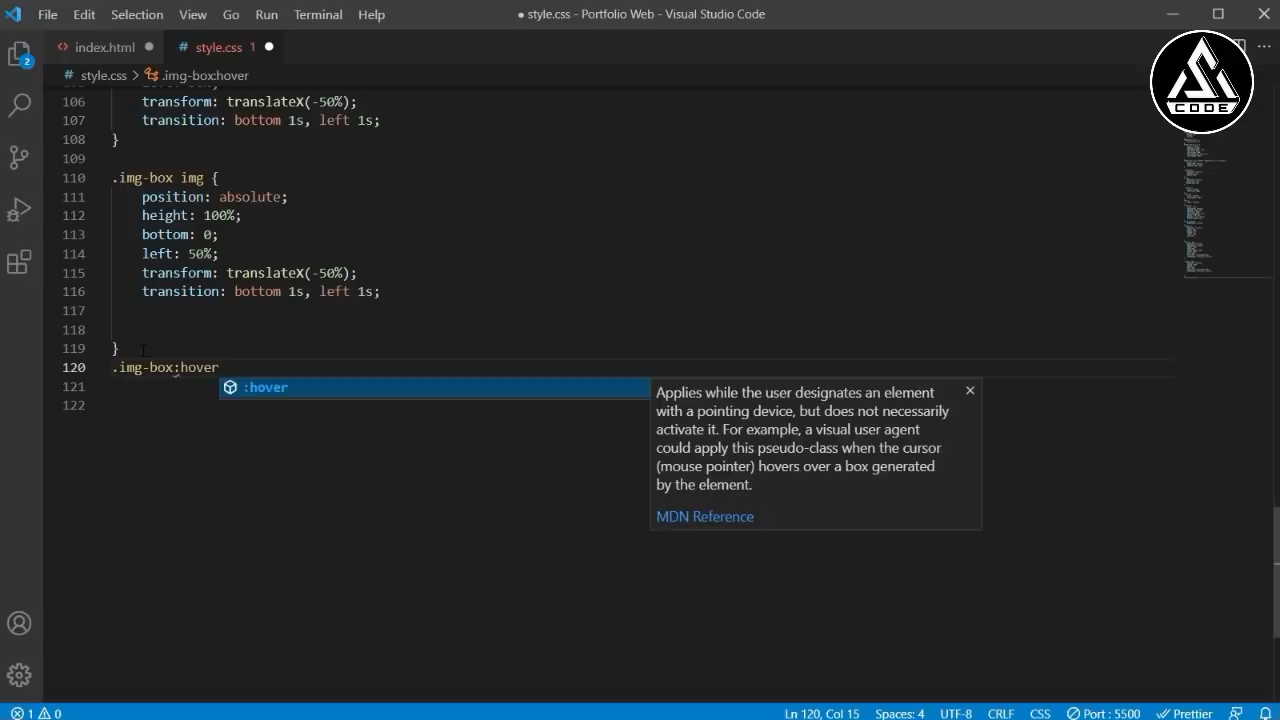 File Edit Selection View Go Run Terminal Help
● style.css - Portfolio Web - Visual Studio Code
index.html
# style.css 1
# style.css > .img-box:hover
CODE
106 transform: translateX(-50%);
107 transition: bottom 1s, left 1s;
108 }
109
110 .img-box img {
111 position: absolute;
112 height: 100%;
113 bottom: 0;
114 left: 50%;
115 transform: translateX(-50%);
116 transition: bottom 1s, left 1s;
117
118
119 }
120 .img-box:hover
121
122
:hover
Applies while the user designates an element
with a pointing device, but does not necessarily
activate it. For example, a visual user agent
could apply this pseudo-class when the cursor
(mouse pointer) hovers over a box generated
by the element.
MDN Reference
2
1 0
Ln 120, Col 15 Spaces: 4 UTF-8 CRLF CSS Port : 5500 Prettier